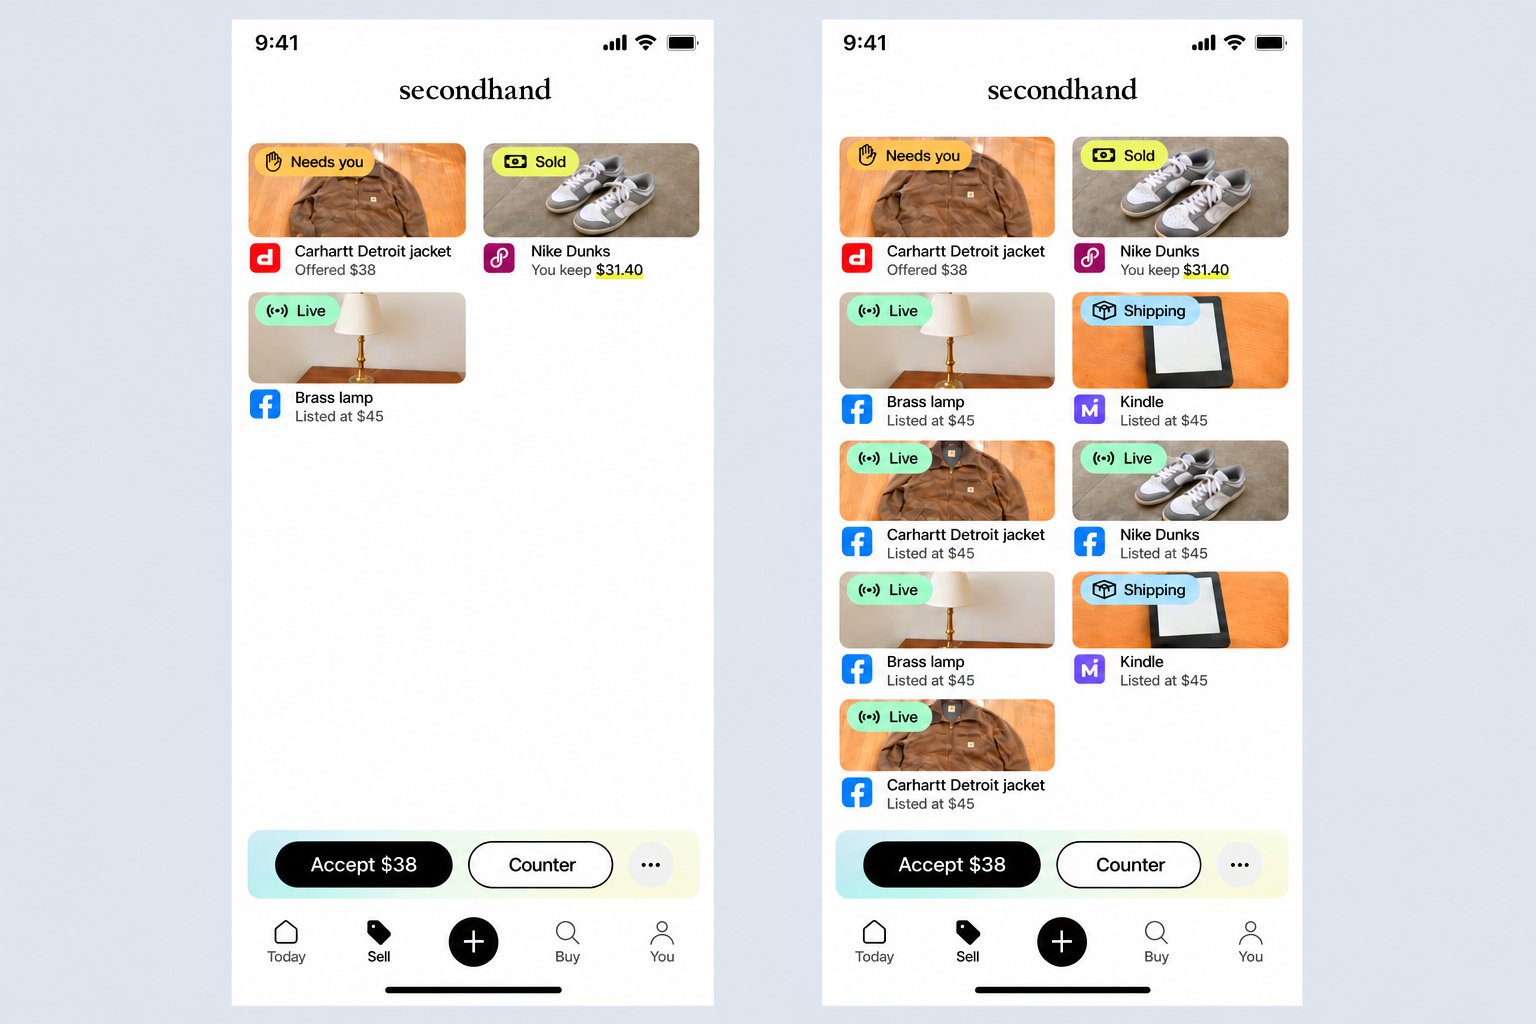 9:41
secondhand
Needs you
Sold
Carhartt Detroit jacket
Offered $38
Nike Dunks
You keep $31.40
Live
Brass lamp
Listed at $45
Accept $38
Counter
Today
Sell
Buy
You
9:41
secondhand
Needs you
Sold
Carhartt Detroit jacket
Offered $38
Nike Dunks
You keep $31.40
Live
Shipping
Brass lamp
Listed at $45
Kindle
Listed at $45
Live
Live
Carhartt Detroit jacket
Listed at $45
Nike Dunks
Listed at $45
Live
Shipping
Brass lamp
Listed at $45
Kindle
Listed at $45
Live
Carhartt Detroit jacket
Listed at $45
Accept $38
Counter
Today
Sell
Buy
You